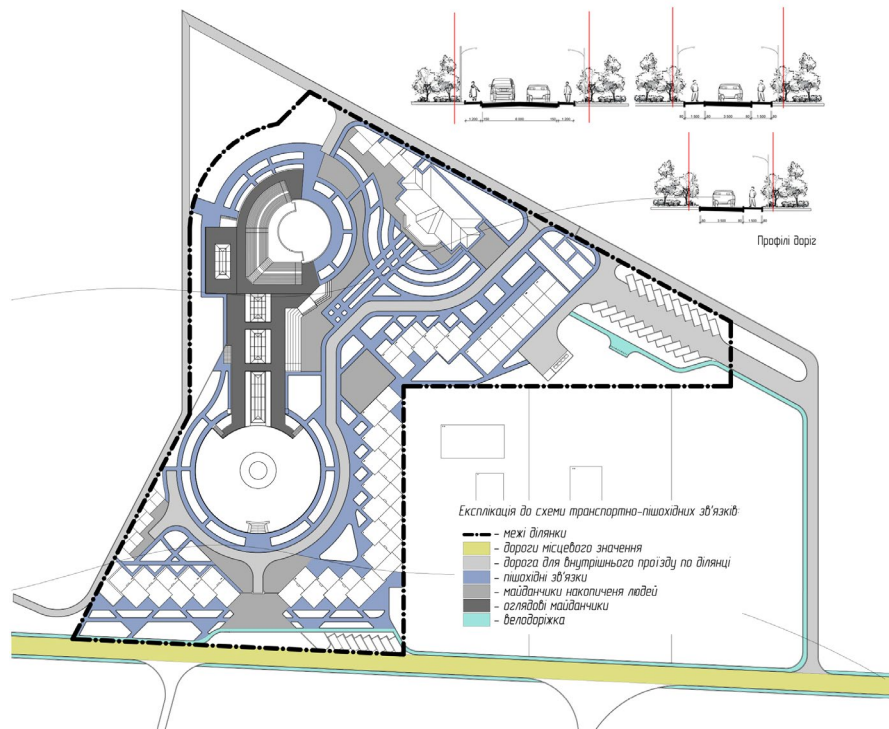 Профілі доріг
Експлікація до схеми транспортно-пішохідних зв'язків:
- межі ділянки
- дороги місцевого значення
- дорога для внутрішнього проїзду по ділянці
- пішохідні зв'язки
- майданчики накопиченя людей
- оглядові майданчики
- велодоріжка